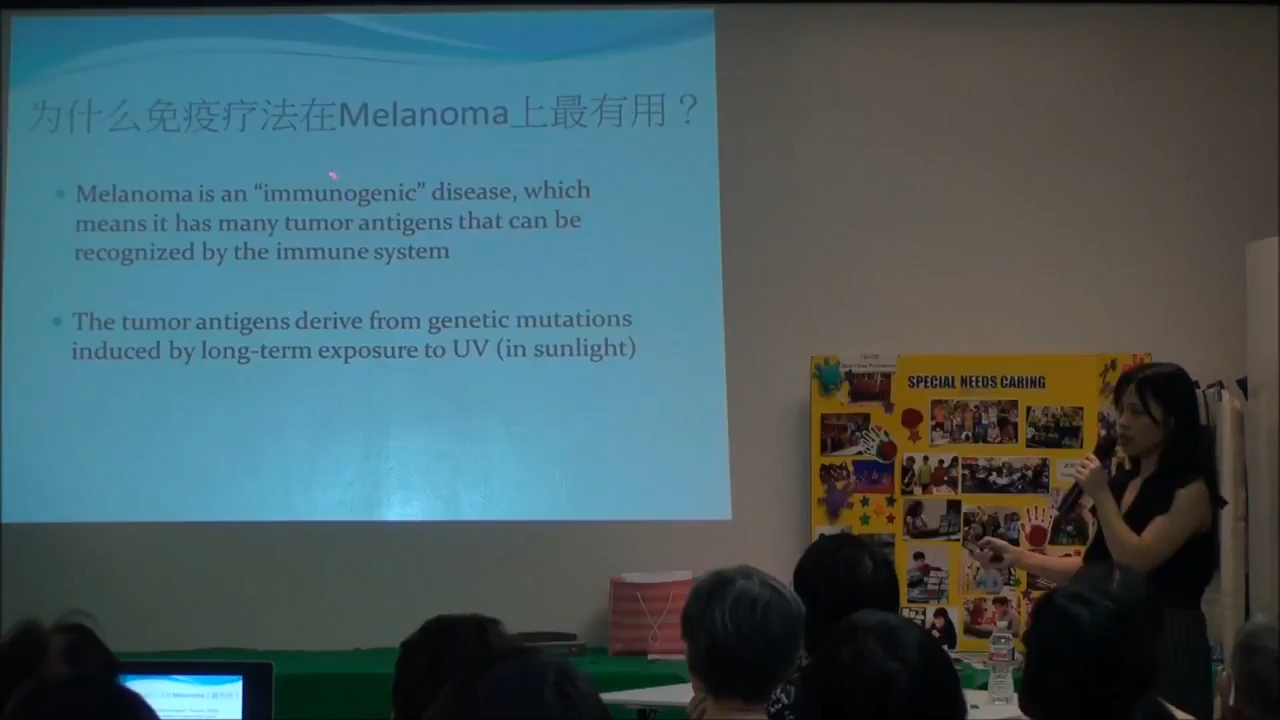 为什么免疫疗法在Melanoma上最有用？
Melanoma is an “immunogenic” disease, which
means it has many tumor antigens that can be
recognized by the immune system
The tumor antigens derive from genetic mutations
induced by long-term exposure to UV (in sunlight)
SPECIAL NEEDS CARING